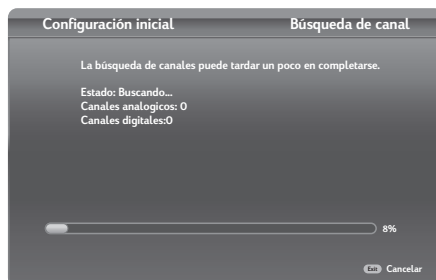 Configuración inicial Búsqueda de canal
La búsqueda de canales puede tardar un poco en completarse.
Estado: Buscando...
Canales analogicos: 0
Canales digitales:0
8%
Exit Cancelar